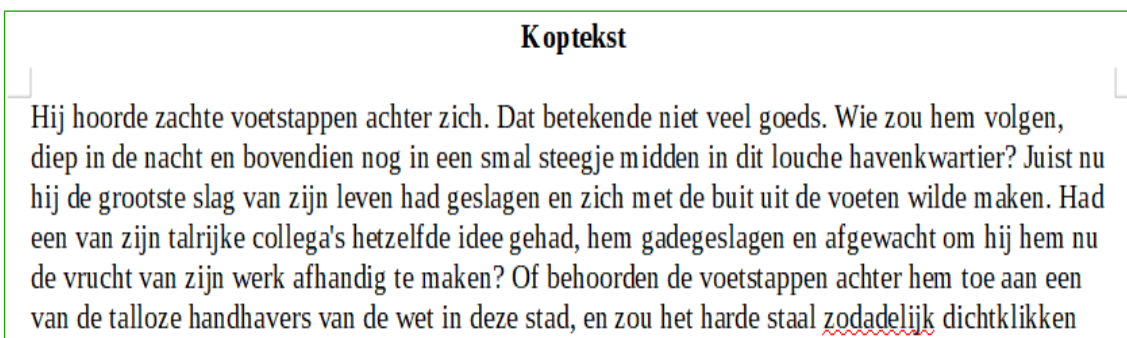 Koptekst
Hij hoorde zachte voetstappen achter zich. Dat betekende niet veel goeds. Wie zou hem volgen,
diep in de nacht en bovendien nog in een smal steegje midden in dit louche havenkwartier? Juist nu
hij de grootste slag van zijn leven had geslagen en zich met de buit uit de voeten wilde maken. Had
een van zijn talrijke collega's hetzelfde idee gehad, hem gadegeslagen en afgewacht om hij hem nu
de vrucht van zijn werk afhandig te maken? Of behoorden de voetstappen achter hem toe aan een
van de talloze handhavers van de wet in deze stad, en zou het harde staal zodadelijk dichtklikken